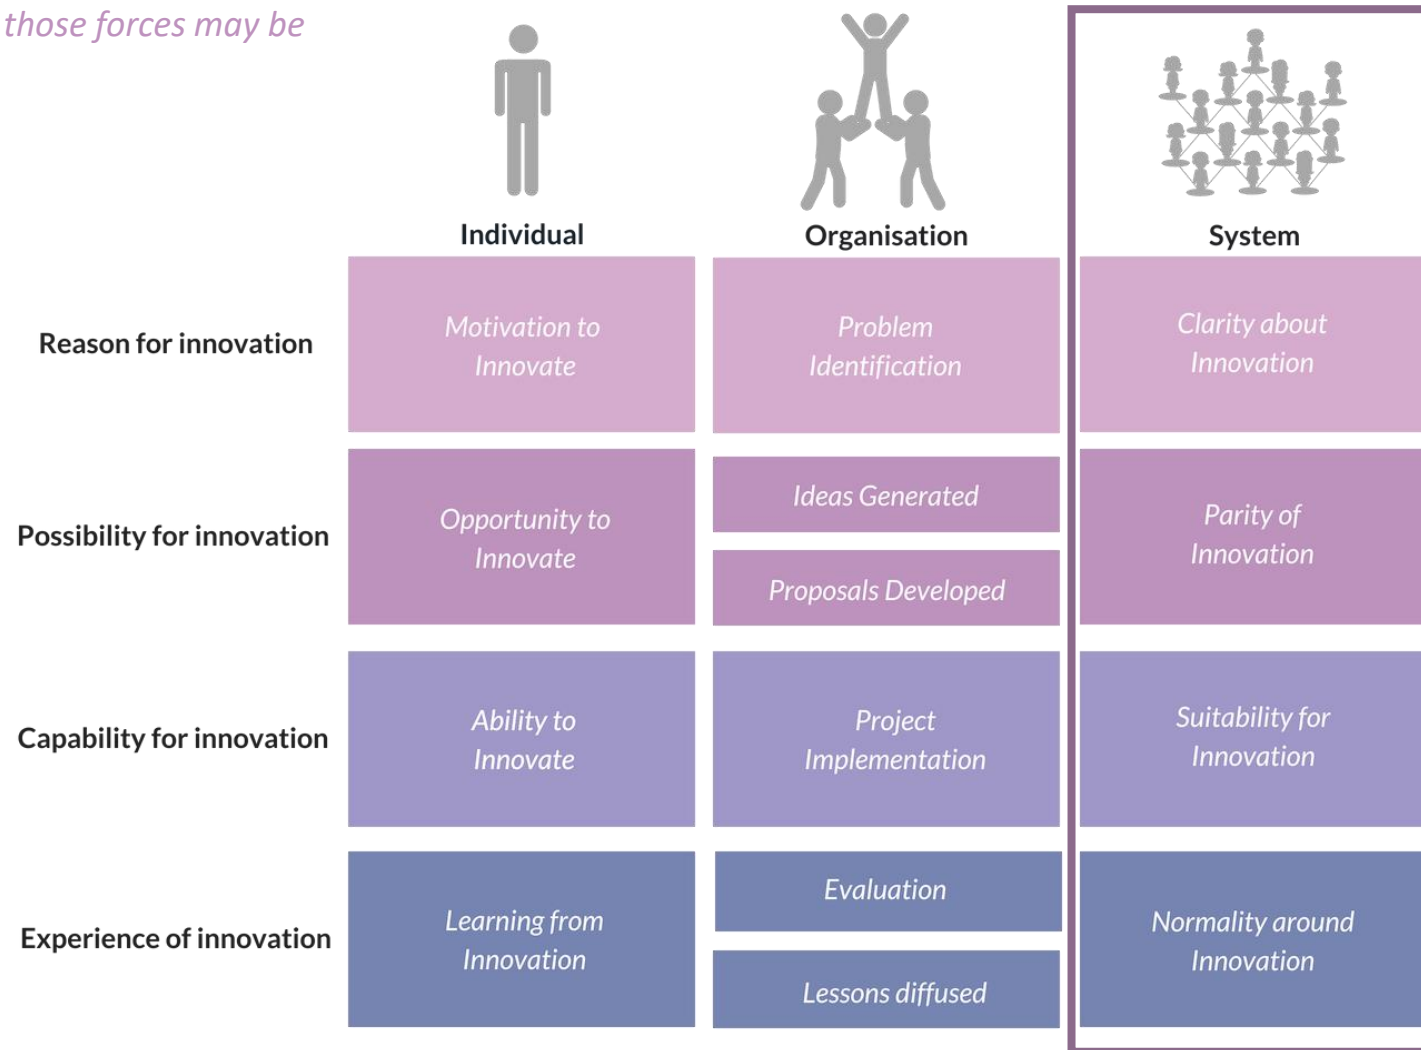 those forces may be
Individual
Organisation
System
Reason for innovation
Motivation to
Innovate
Problem
Identification
Clarity about
Innovation
Possibility for innovation
Opportunity to
Innovate
Ideas Generated
Proposals Developed
Parity of
Innovation
Capability for innovation
Ability to
Innovate
Project
Implementation
Suitability for
Innovation
Experience of innovation
Learning from
Innovation
Evaluation
Lessons diffused
Normality around
Innovation